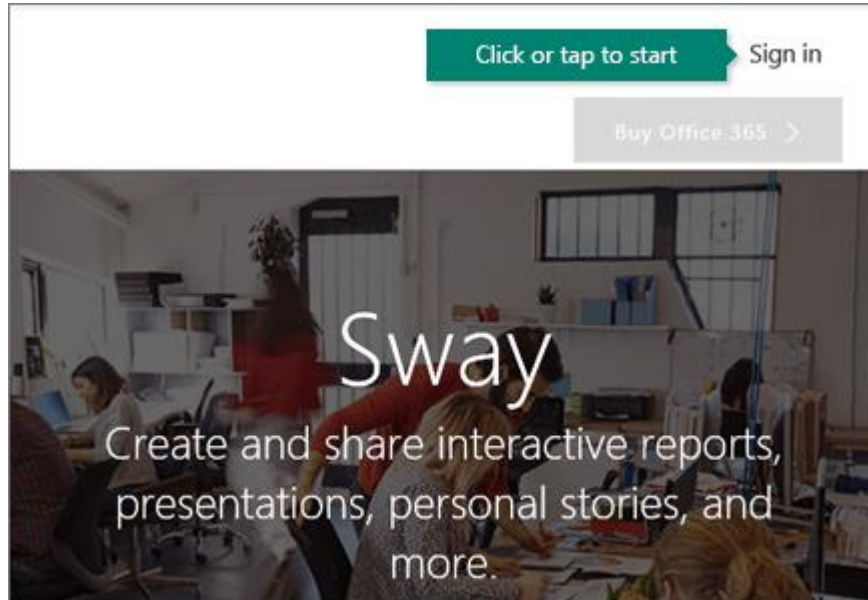 Click or tap to start
Sign in
Buy Office 365
Sway
Create and share interactive reports,
presentations, personal stories, and
more.